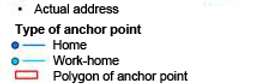 Actual address
Type of anchor point
Home
Work-home
Polygon of anchor point